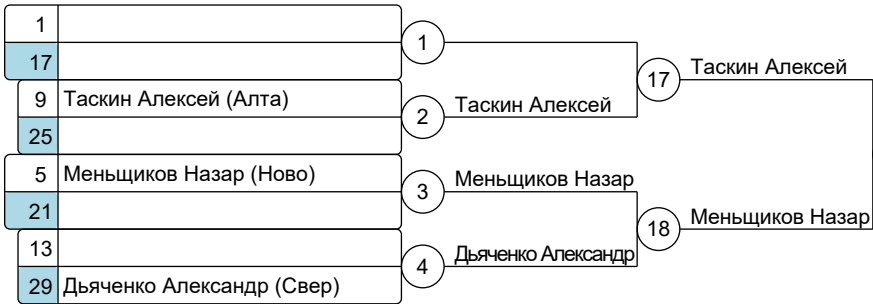 1
17
1
9 Таскин Алексей (Алта)
25
2
Таскин Алексей
17
Таскин Алексей
5 Меньщиков Назар (Ново)
21
3
Меньщиков Назар
13
29 Дьяченко Александр (Свер)
4
Дьяченко Александр
18
Меньщиков Назар